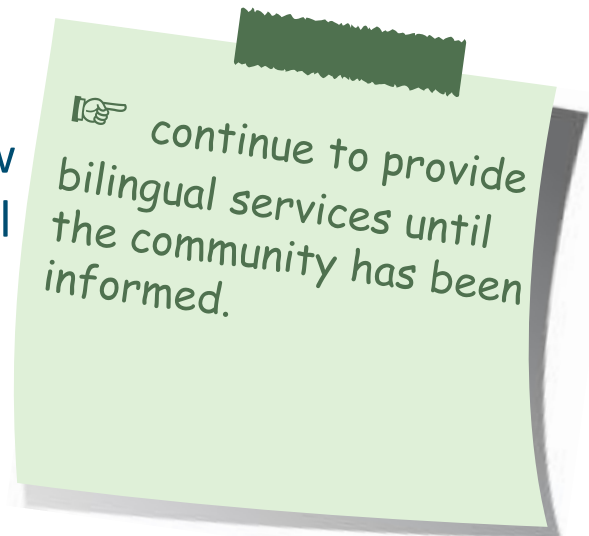 ☞ continue to provide
bilingual services until
the community has been
informed.